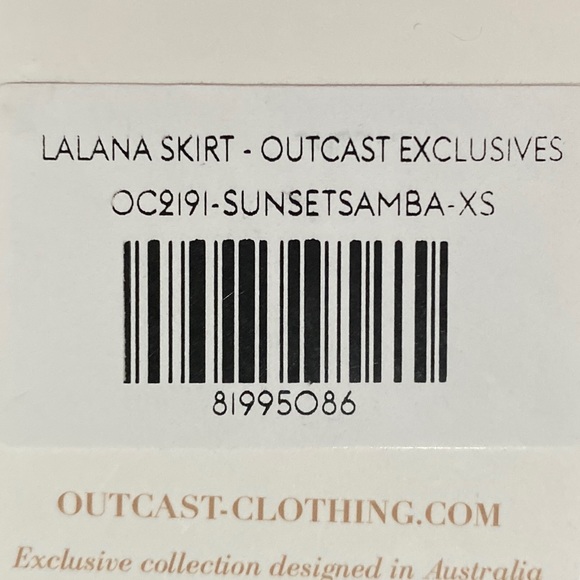 LALANA SKIRT - OUTCAST EXCLUSIVES
OC2191-SUNSETSAMBA-XS
81995086
OUTCAST-CLOTHING.COM
Exclusive collection designed in Australia